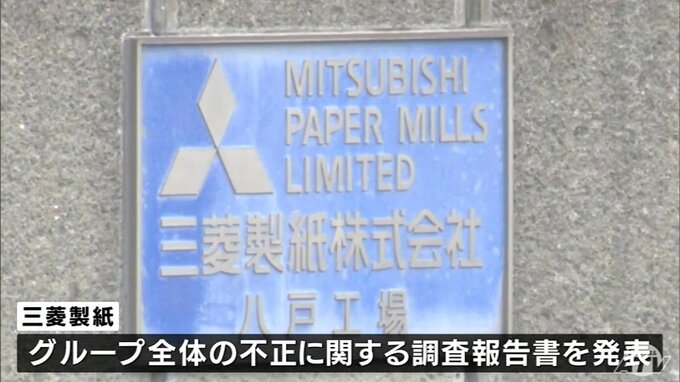 MITSUBISHI
PAPER MILLS
LIMITED
三菱製紙株式会社
八戸工場
三菱製紙
グループ全体の不正に関する調査報告書を発表